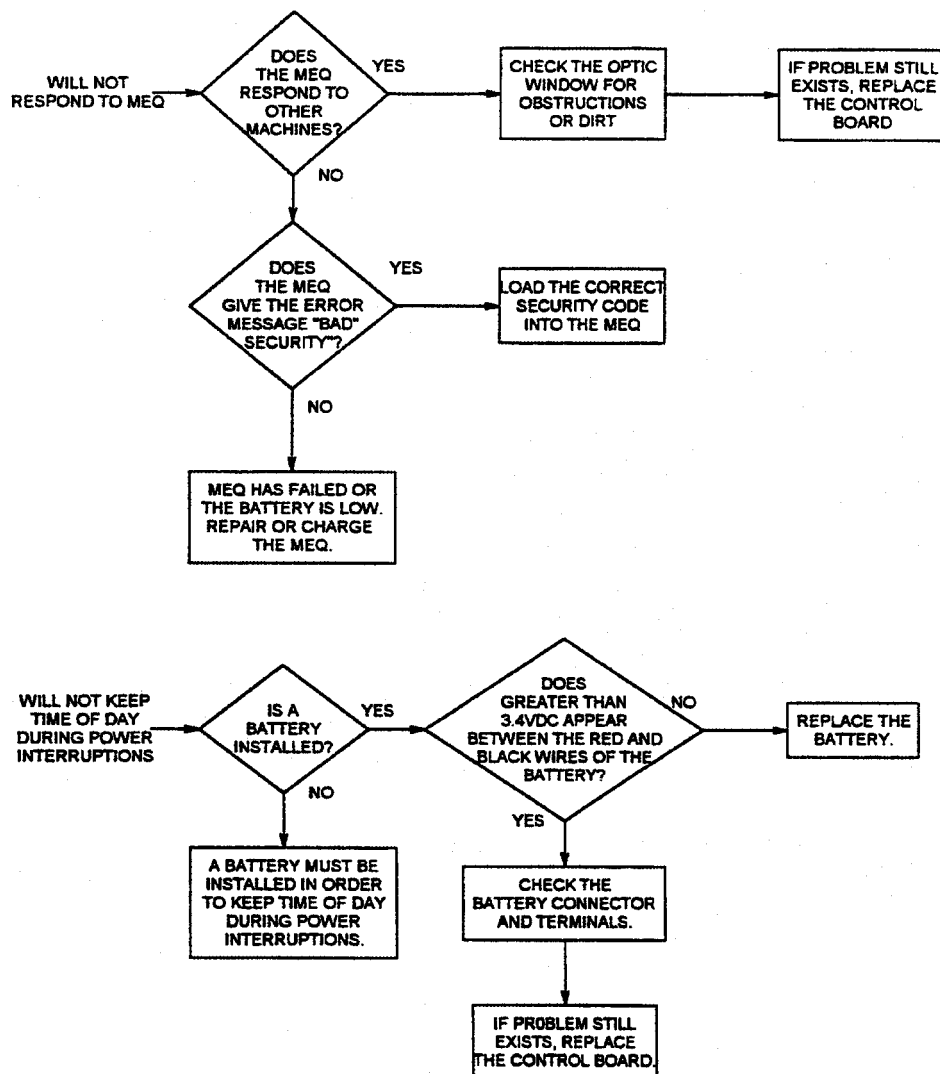 WILL NOT
RESPOND TO MEQ
DOES
THE MEQ
RESPOND TO
OTHER
MACHINES?
YES
CHECK THE OPTIC
WINDOW FOR
OBSTRUCTIONS
OR DIRT
IF PROBLEM STILL
EXISTS, REPLACE
THE CONTROL
BOARD
NO
DOES
THE MEQ
GIVE THE ERROR
MESSAGE "BAD"
SECURITY"?
YES
LOAD THE CORRECT
SECURITY CODE
INTO THE MEQ
NO
MEQ HAS FAILED OR
THE BATTERY IS LOW.
REPAIR OR CHARGE
THE MEQ.
WILL NOT KEEP
TIME OF DAY
DURING POWER
INTERRUPTIONS
IS A
BATTERY
INSTALLED?
YES
DOES
GREATER THAN
3.4VDC APPEAR
BETWEEN THE RED AND
BLACK WIRES OF THE
BATTERY?
NO
REPLACE THE
BATTERY.
NO
A BATTERY MUST BE
INSTALLED IN ORDER
TO KEEP TIME OF DAY
DURING POWER
INTERRUPTIONS.
YES
CHECK THE
BATTERY CONNECTOR
AND TERMINALS.
IF PROBLEM STILL
EXISTS, REPLACE
THE CONTROL BOARD.